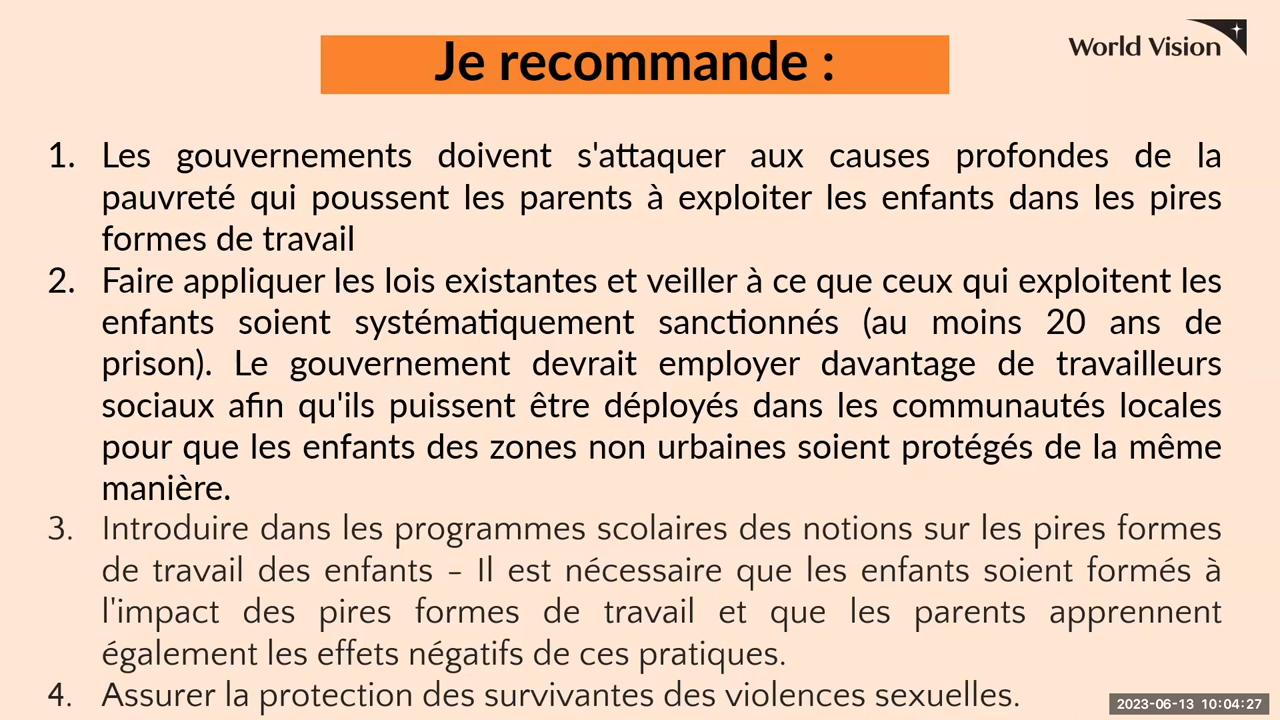 Je recommande :
World Vision
1. Les gouvernements doivent s'attaquer aux causes profondes de la
pauvreté qui poussent les parents à exploiter les enfants dans les pires
formes de travail
2. Faire appliquer les lois existantes et veiller à ce que ceux qui exploitent les
enfants soient systématiquement sanctionnés (au moins 20 ans de
prison). Le gouvernement devrait employer davantage de travailleurs
sociaux afin qu'ils puissent être déployés dans les communautés locales
pour que les enfants des zones non urbaines soient protégés de la même
manière.
3. Introduire dans les programmes scolaires des notions sur les pires formes
de travail des enfants – Il est nécessaire que les enfants soient formés à
l'impact des pires formes de travail et que les parents apprennent
également les effets négatifs de ces pratiques.
4. Assurer la protection des survivantes des violences sexuelles.
2023-06-13 10:04:27